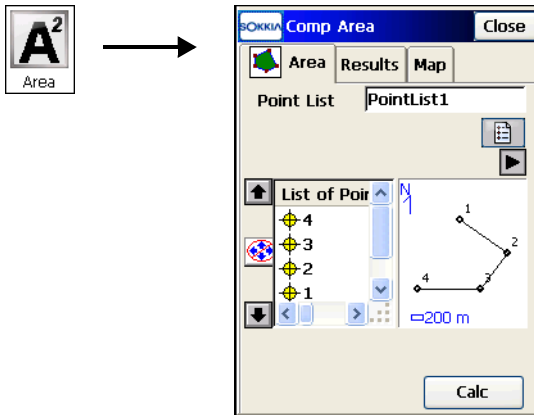 A2
Area
SOKKIA Comp Area Close
Area Results Map
Point List PointList1
List of Poir
4
3
2
1
N
1
2
3
4
200 m
Calc